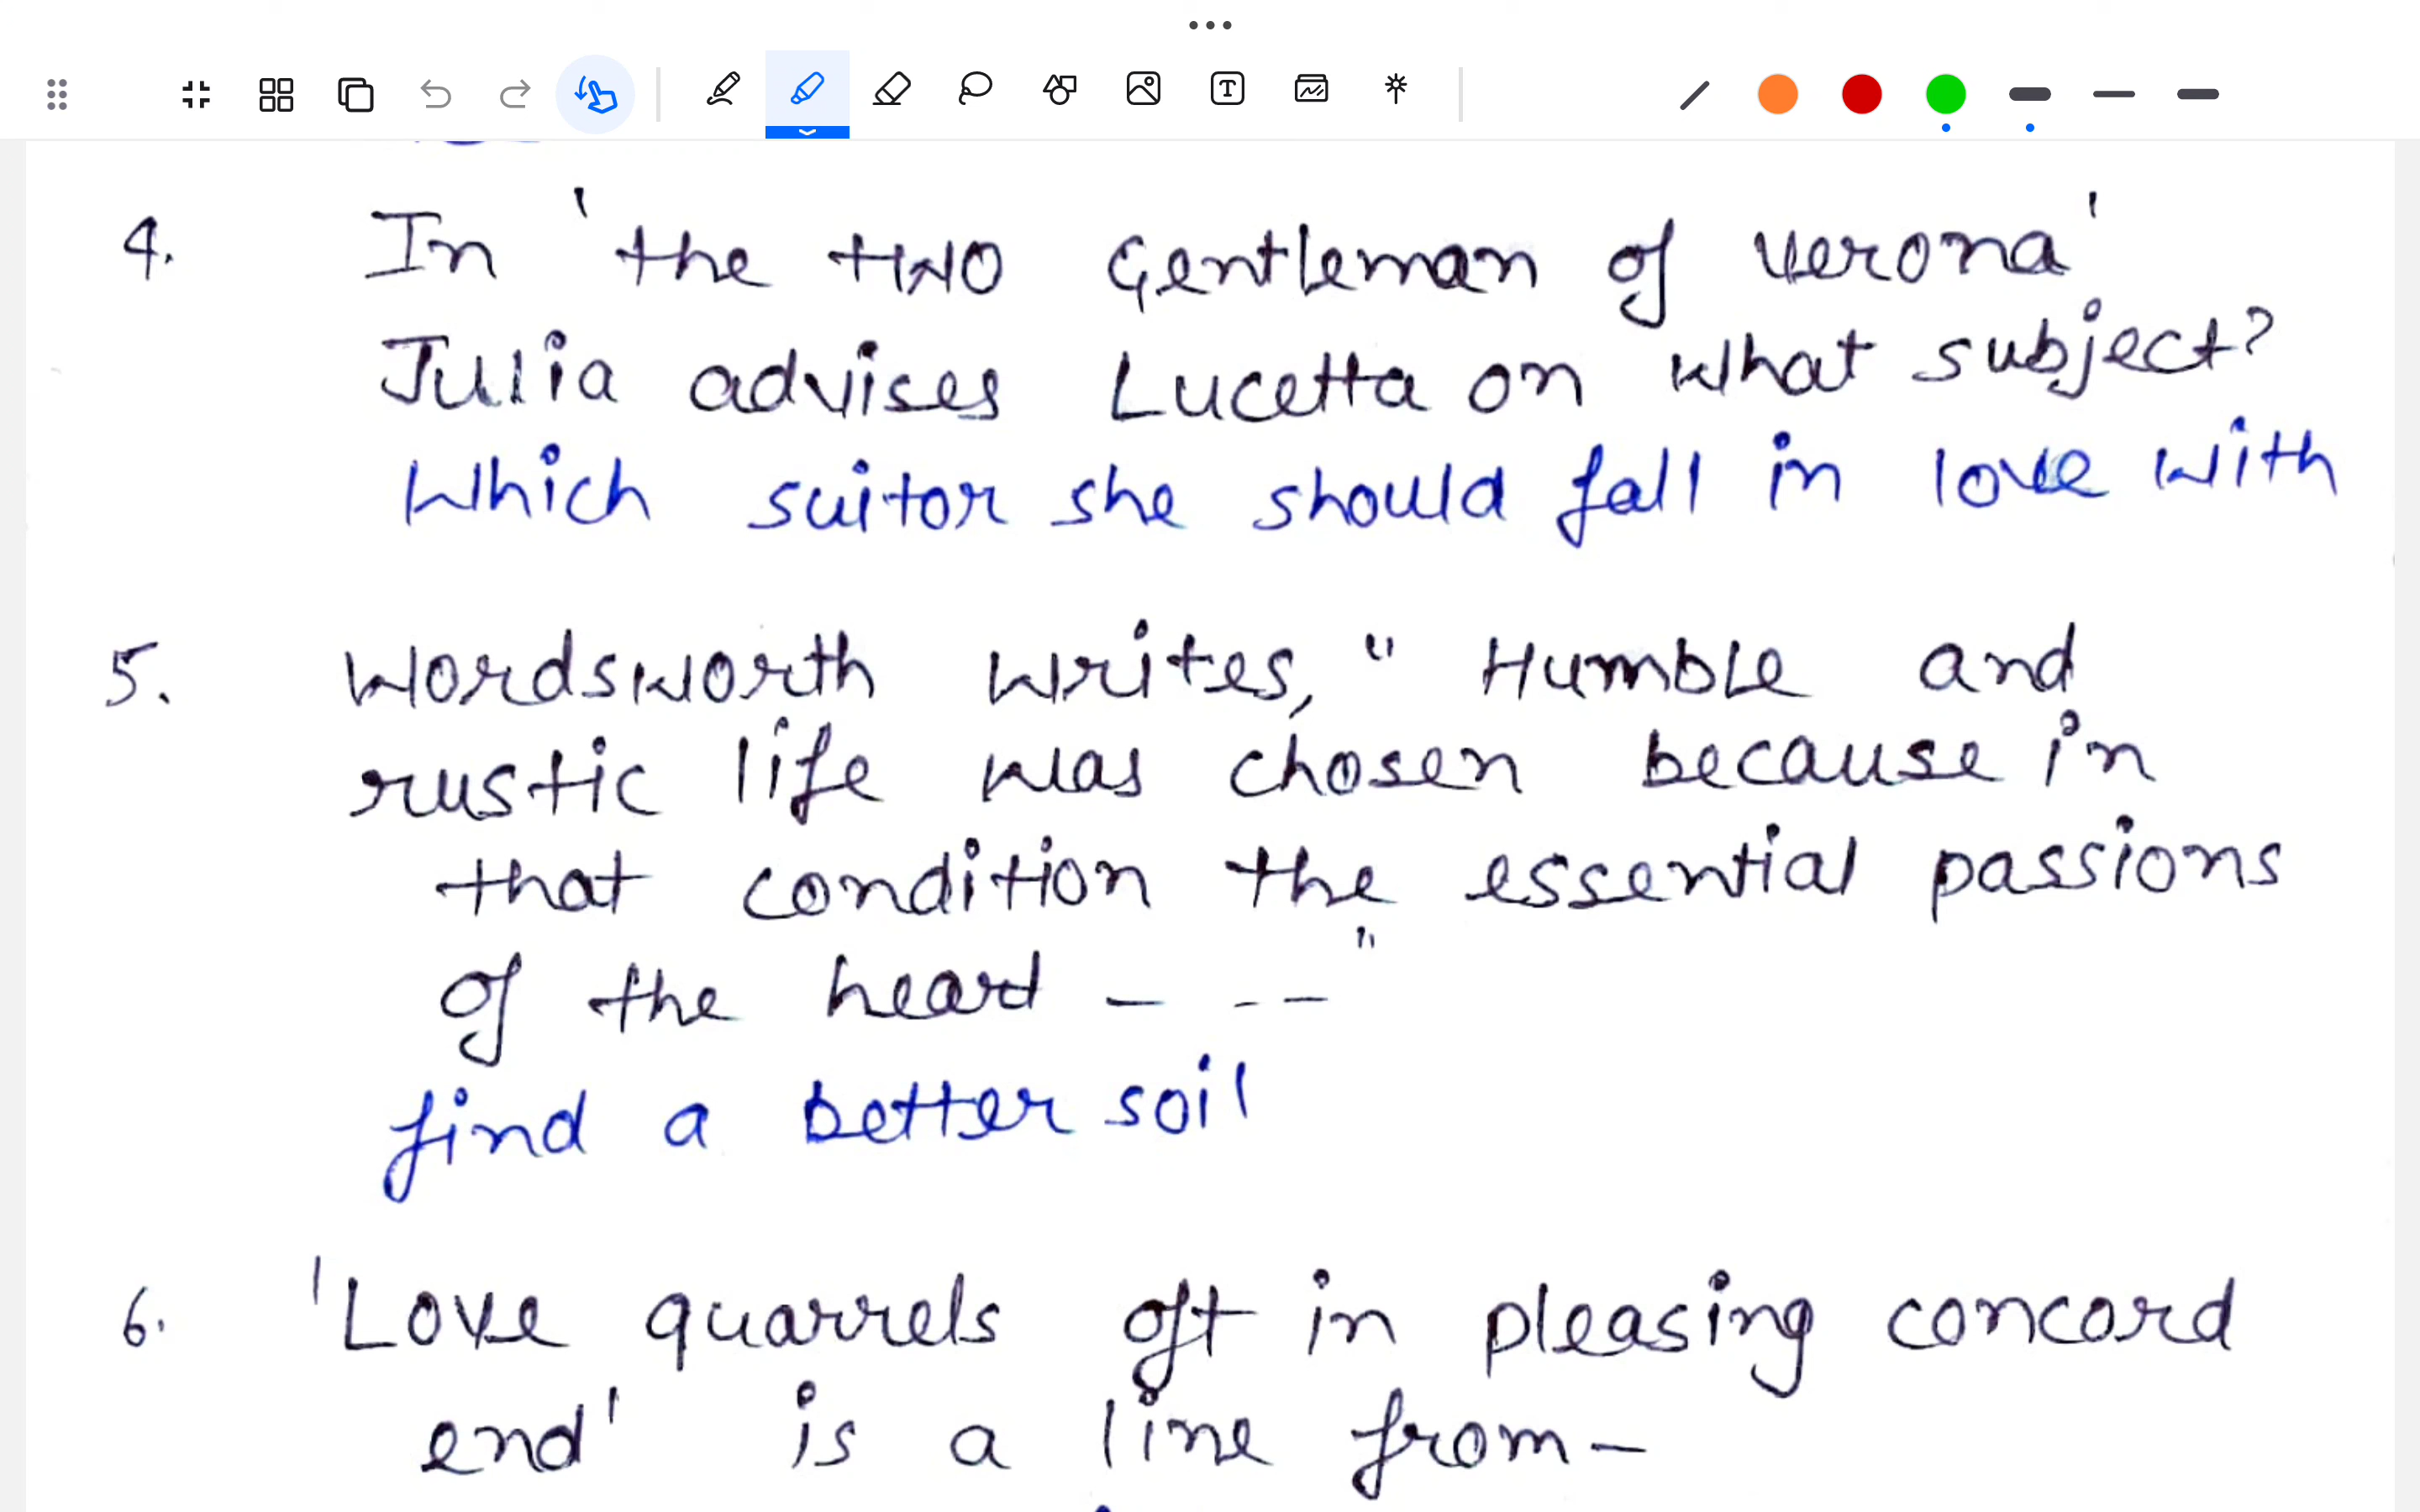 4. In 'the two Gentleman of Verona'
Julia advises Lucetta on what subject?
Which suitor she should fall in love with
5. Wordsworth writes, " Humble and
rustic life was chosen because in
that condition the essential passions
of the heart - --"
find a better soil
6. 'Love quarrels oft in pleasing concord
end' is a line from-